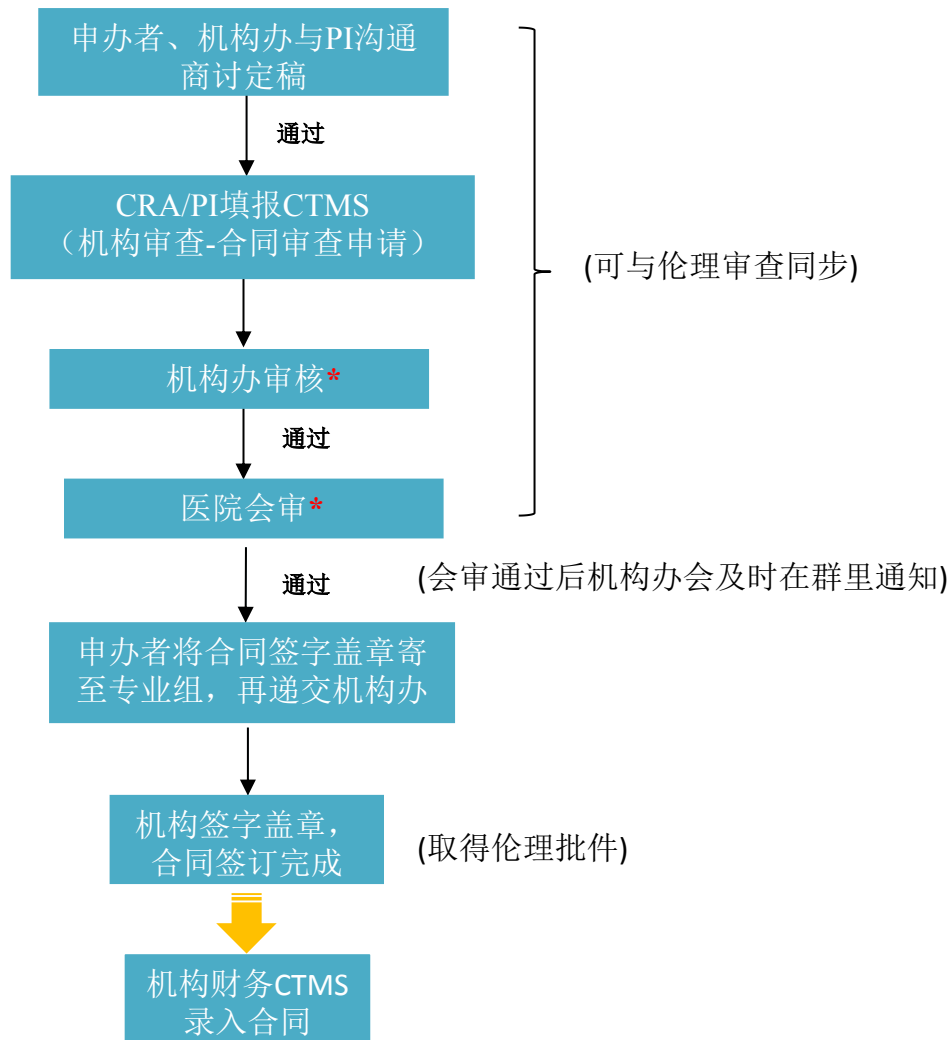 申办者、机构办与PI沟通
商讨定稿
通过
CRA/PI填报CTMS
（机构审查-合同审查申请）
(可与伦理审查同步)
机构办审核*
通过
医院会审*
通过
(会审通过后机构办会及时在群里通知)
申办者将合同签字盖章寄
至专业组，再递交机构办
机构签字盖章，
合同签订完成
(取得伦理批件)
机构财务CTMS
录入合同